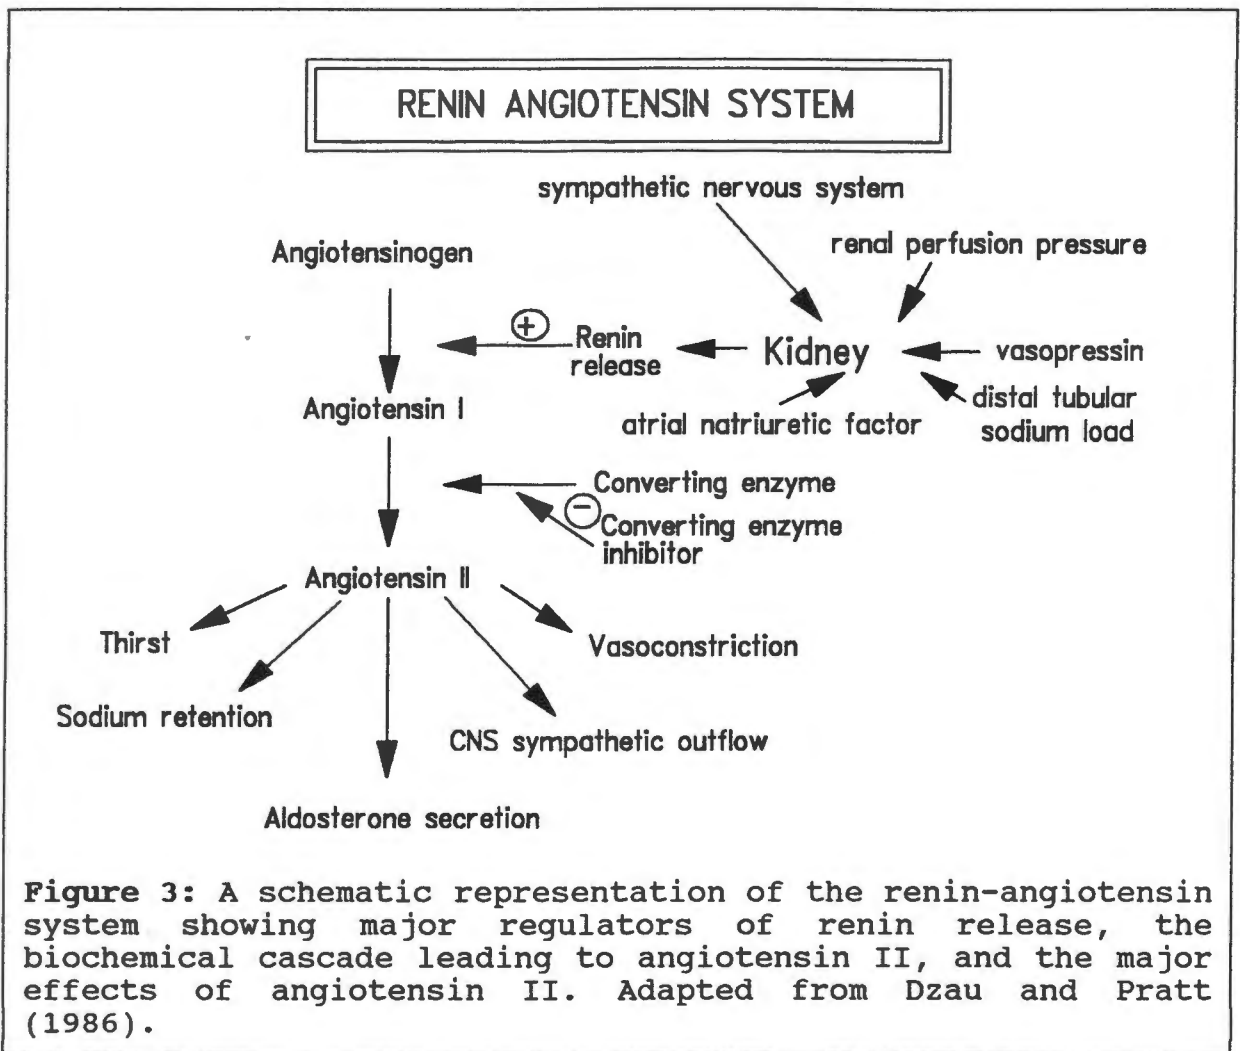 RENIN ANGIOTENSIN SYSTEM
sympathetic nervous system
Angiotensinogen
renal perfusion pressure
+
Renin
release
Kidney
vasopressin
Angiotensin I
atrial natriuretic factor
distal tubular
sodium load
Converting enzyme
−
Converting enzyme
inhibitor
Angiotensin II
Thirst
Vasoconstriction
Sodium retention
CNS sympathetic outflow
Aldosterone secretion
Figure 3: A schematic representation of the renin-angiotensin
system showing major regulators of renin release, the
biochemical cascade leading to angiotensin II, and the major
effects of angiotensin II. Adapted from Dzau and Pratt
(1986).